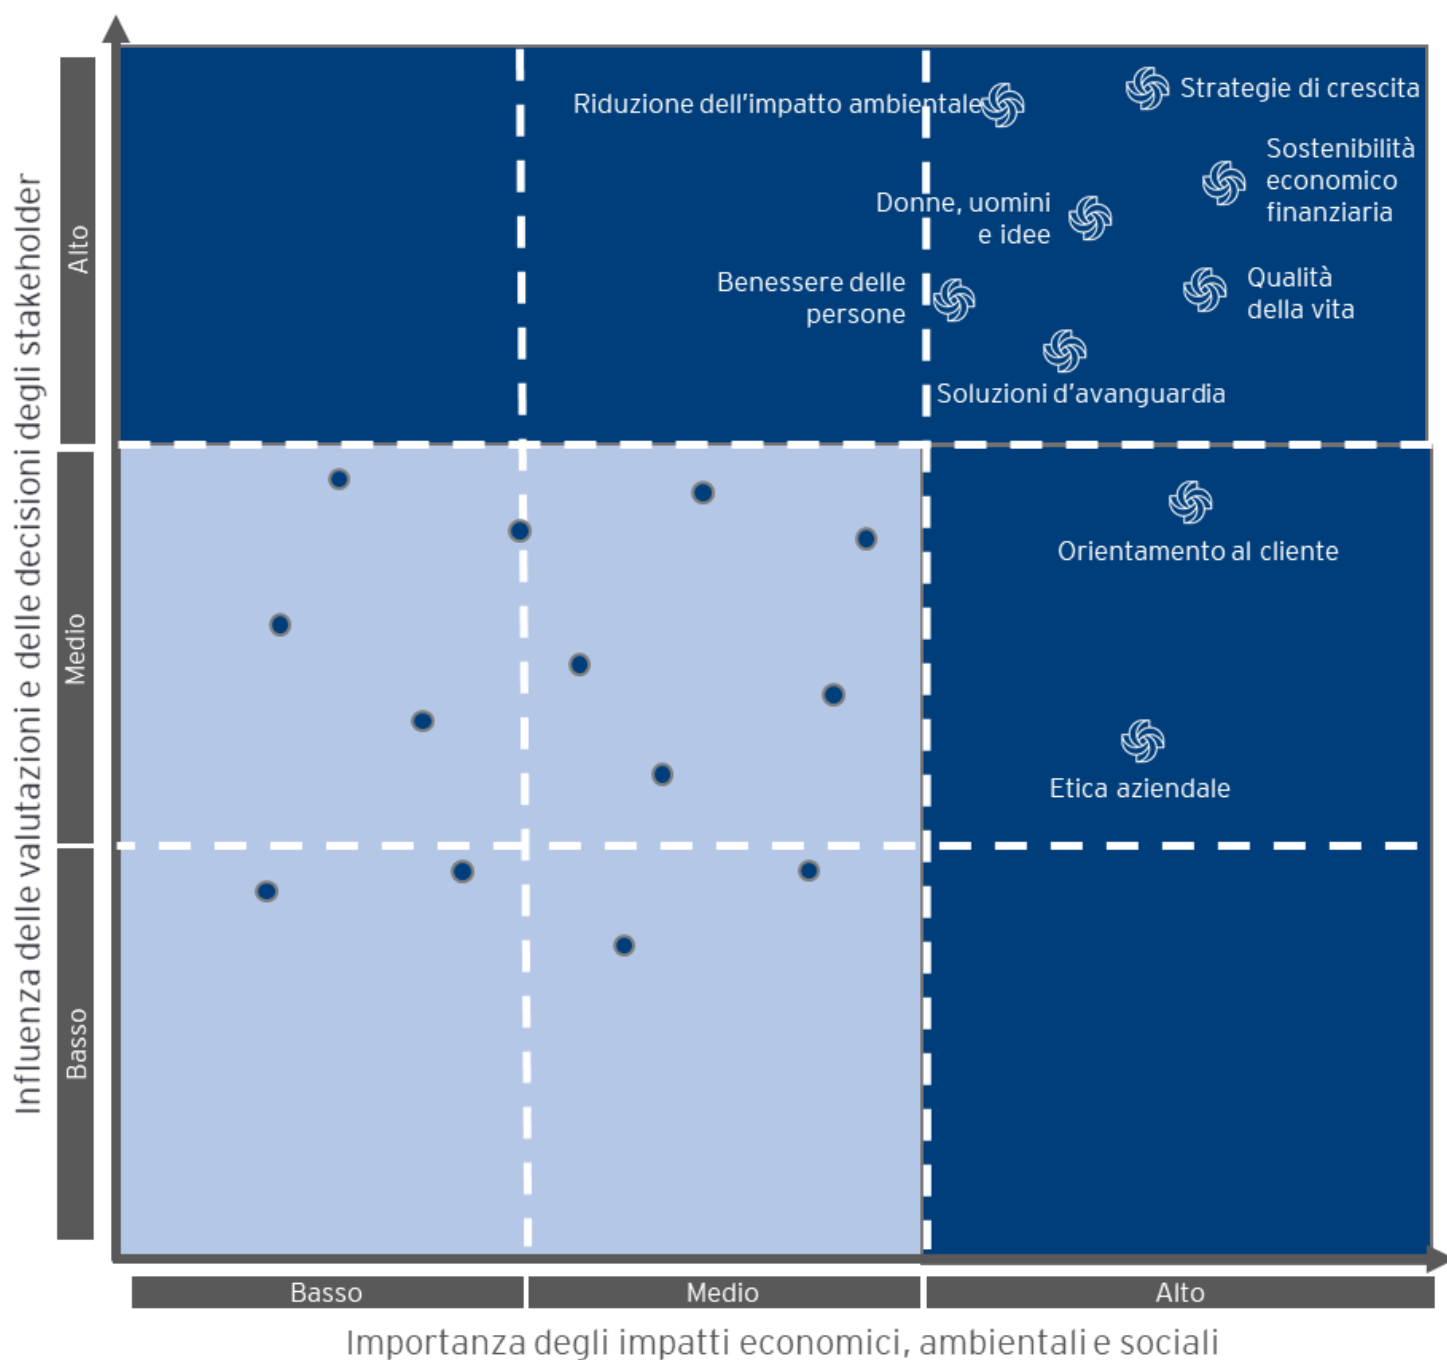 Influenza delle valutazioni e delle decisioni degli stakeholder
Alto
Medio
Basso
Riduzione dell'impatto ambientale
Strategie di crescita
Sostenibilità
economico
finanziaria
Donne, uomini
e idee
Benessere delle
persone
Qualità
della vita
Soluzioni d'avanguardia
Orientamento al cliente
Etica aziendale
Basso
Medio
Alto
Importanza degli impatti economici, ambientali e sociali